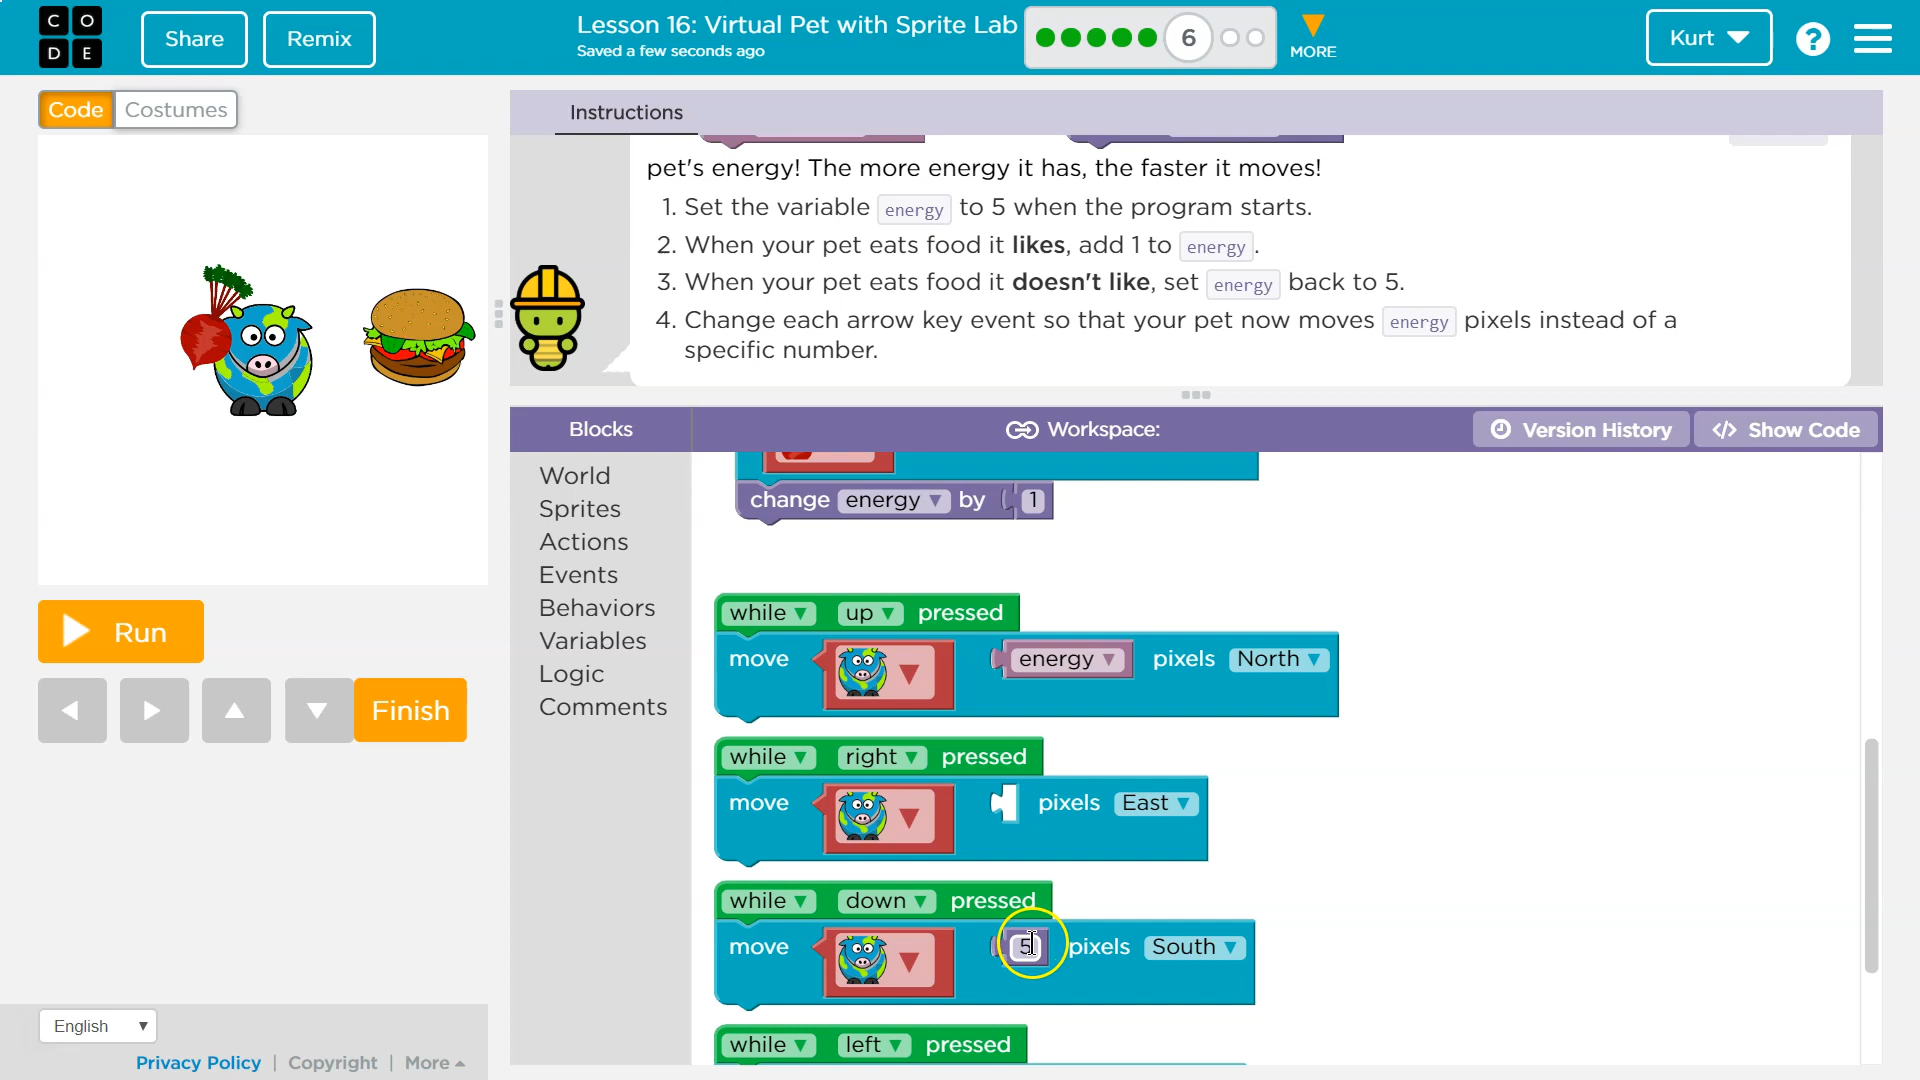 C O
D E
Share
Remix
Lesson 16: Virtual Pet with Sprite Lab
Saved a few seconds ago
6
MORE
Kurt
?
Code
Costumes
Instructions
pet's energy! The more energy it has, the faster it moves!
1. Set the variable energy to 5 when the program starts.
2. When your pet eats food it likes, add 1 to energy.
3. When your pet eats food it doesn't like, set energy back to 5.
4. Change each arrow key event so that your pet now moves energy pixels instead of a
specific number.
Blocks
Workspace:
Version History
</> Show Code
World
Sprites
Actions
Events
Behaviors
Variables
Logic
Comments
change energy by 1
while up pressed
move energy pixels North
while right pressed
move pixels East
while down pressed
move 5 pixels South
while left pressed
Run
Finish
English
Privacy Policy | Copyright | More